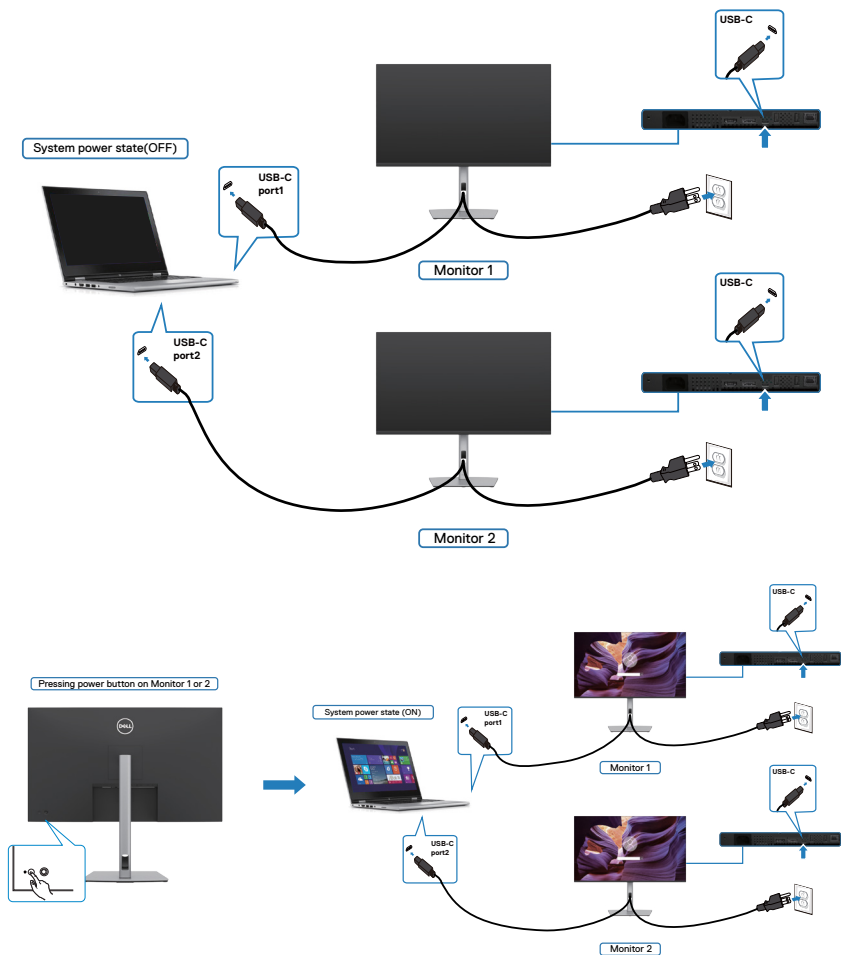 USB-C
System power state(OFF)
USB-C
port1
Monitor 1
USB-C
USB-C
port2
Monitor 2
USB-C
Pressing power button on Monitor 1 or 2
DELL
System power state (ON)
USB-C
port1
Monitor 1
USB-C
USB-C
port2
Monitor 2